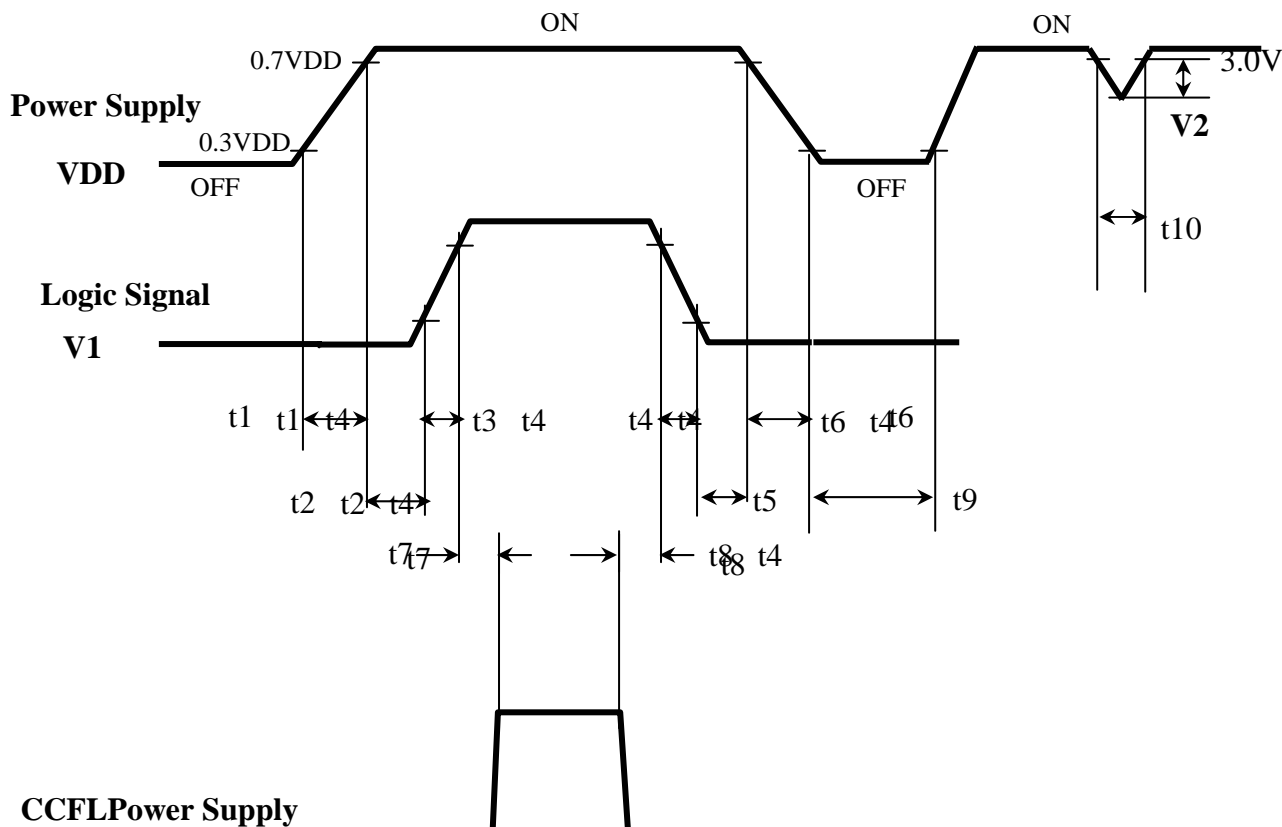 ON
ON
0.7VDD
3.0V
Power Supply
V2
0.3VDD
VDD
OFF
OFF
t10
Logic Signal
V1
t1 t1 t4 t3 t4 t4 t4 t6 t4 t6
t2 t2 t4 t5 t9
t7 t7 t8 t8 t4
CCFLPower Supply